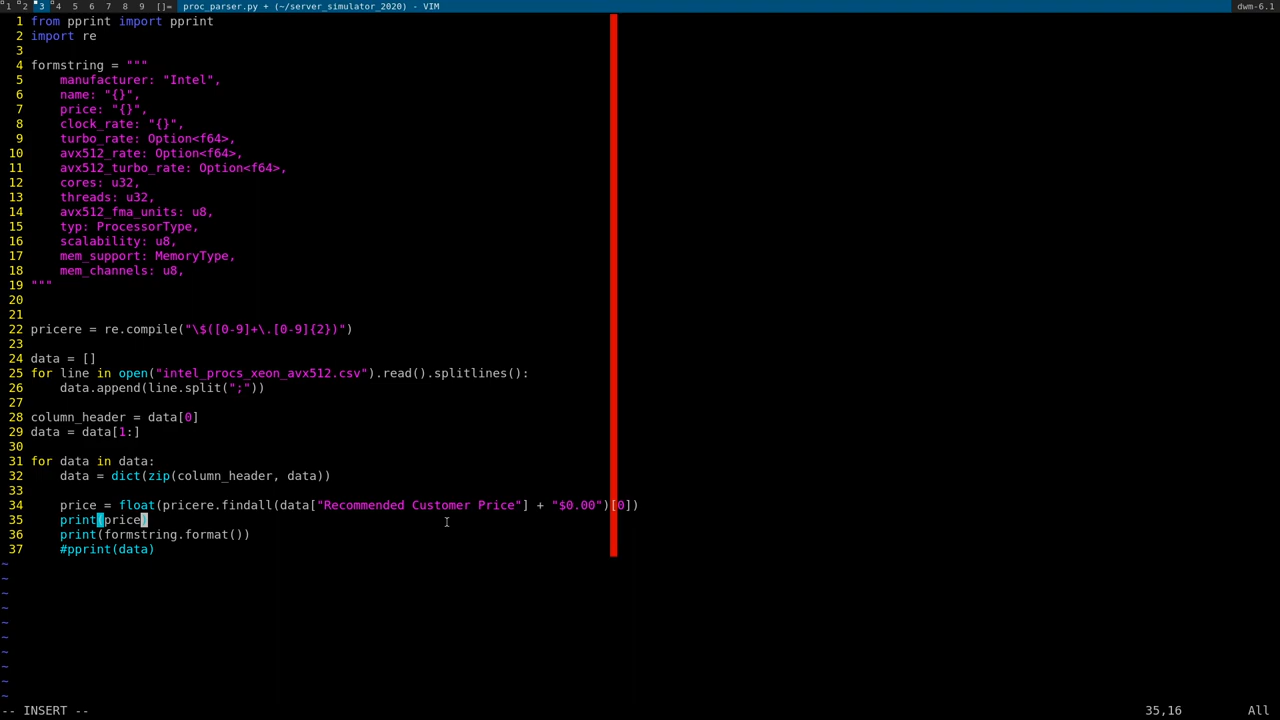 1 2 3 4 5 6 7 8 9 []= proc_parser.py + (~/server_simulator_2020) - VIM dwm-6.1
1 from pprint import pprint
2 import re
3
4 formstring = """
5     manufacturer: "Intel",
6     name: "{}",
7     price: "{}",
8     clock_rate: "{}",
9     turbo_rate: Option<f64>,
10     avx512_rate: Option<f64>,
11     avx512_turbo_rate: Option<f64>,
12     cores: u32,
13     threads: u32,
14     avx512_fma_units: u8,
15     typ: ProcessorType,
16     scalability: u8,
17     mem_support: MemoryType,
18     mem_channels: u8,
19 """
20
21
22 pricere = re.compile("\$([0-9]+\.[0-9]{2})")
23
24 data = []
25 for line in open("intel_procs_xeon_avx512.csv").read().splitlines():
26     data.append(line.split(";"))
27
28 column_header = data[0]
29 data = data[1:]
30
31 for data in data:
32     data = dict(zip(column_header, data))
33
34     price = float(pricere.findall(data["Recommended Customer Price"] + "$0.00")[0])
35     print(price)
36     print(formstring.format())
37     #pprint(data)
~
~
~
~
~
~
~
~
~
~
-- INSERT -- 35,16 All